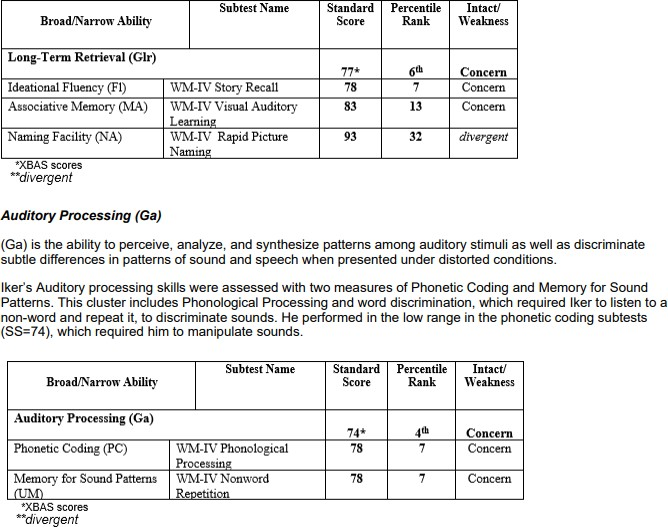 Broad/Narrow Ability Subtest Name Standard Score Percentile Rank Intact/ Weakness
Long-Term Retrieval (Glr) 77* 6th Concern
Ideational Fluency (FI) WM-IV Story Recall 78 7 Concern
Associative Memory (MA) WM-IV Visual Auditory Learning 83 13 Concern
Naming Facility (NA) WM-IV Rapid Picture Naming 93 32 divergent
*XBAS scores
**divergent
Auditory Processing (Ga)
(Ga) is the ability to perceive, analyze, and synthesize patterns among auditory stimuli as well as discriminate
subtle differences in patterns of sound and speech when presented under distorted conditions.
Iker's Auditory processing skills were assessed with two measures of Phonetic Coding and Memory for Sound
Patterns. This cluster includes Phonological Processing and word discrimination, which required Iker to listen to a
non-word and repeat it, to discriminate sounds. He performed in the low range in the phonetic coding subtests
(SS=74), which required him to manipulate sounds.
Broad/Narrow Ability Subtest Name Standard Score Percentile Rank Intact/ Weakness
Auditory Processing (Ga) 74* 4th Concern
Phonetic Coding (PC) WM-IV Phonological Processing 78 7 Concern
Memory for Sound Patterns (UM) WM-IV Nonword Repetition 78 7 Concern
*XBAS scores
**divergent